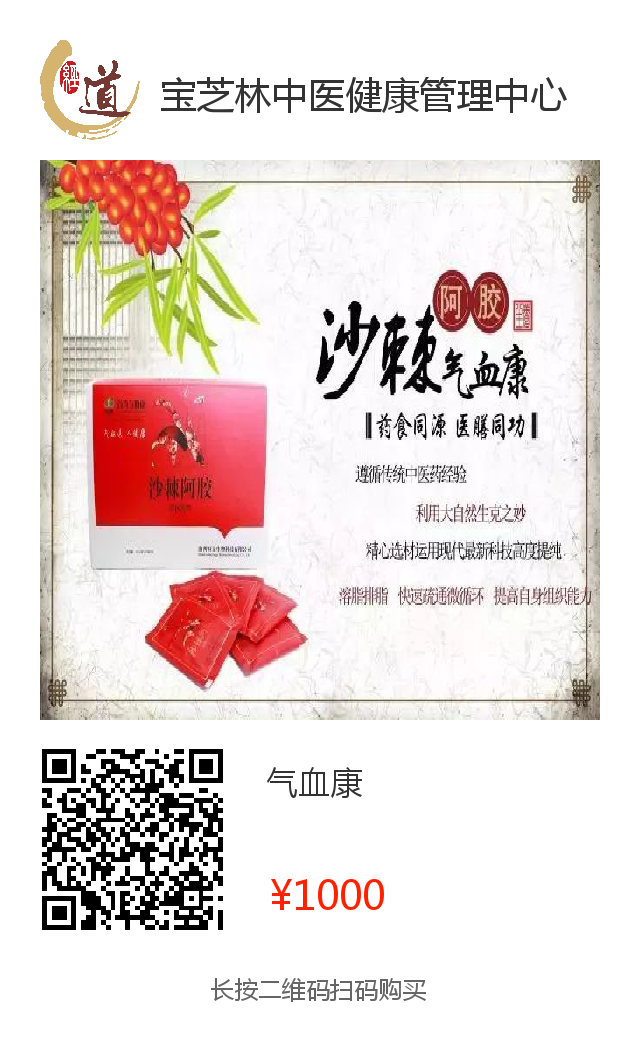 道
宝芝林中医健康管理中心
阿胶
沙棘气血康
药食同源 医膳同功
遵循传统中医药经验
利用大自然生克之妙
精心选材运用现代最新科技高度提纯
溶脂排脂 快速疏通微循环 提高自身组织能力
沙棘阿胶
气血康
¥1000
长按二维码扫码购买